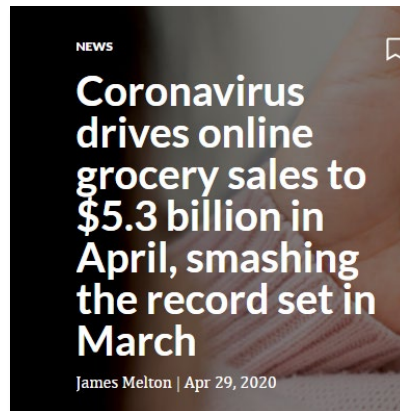 NEWS
Coronavirus
drives online
grocery sales to
$5.3 billion in
April, smashing
the record set in
March
James Melton | Apr 29, 2020